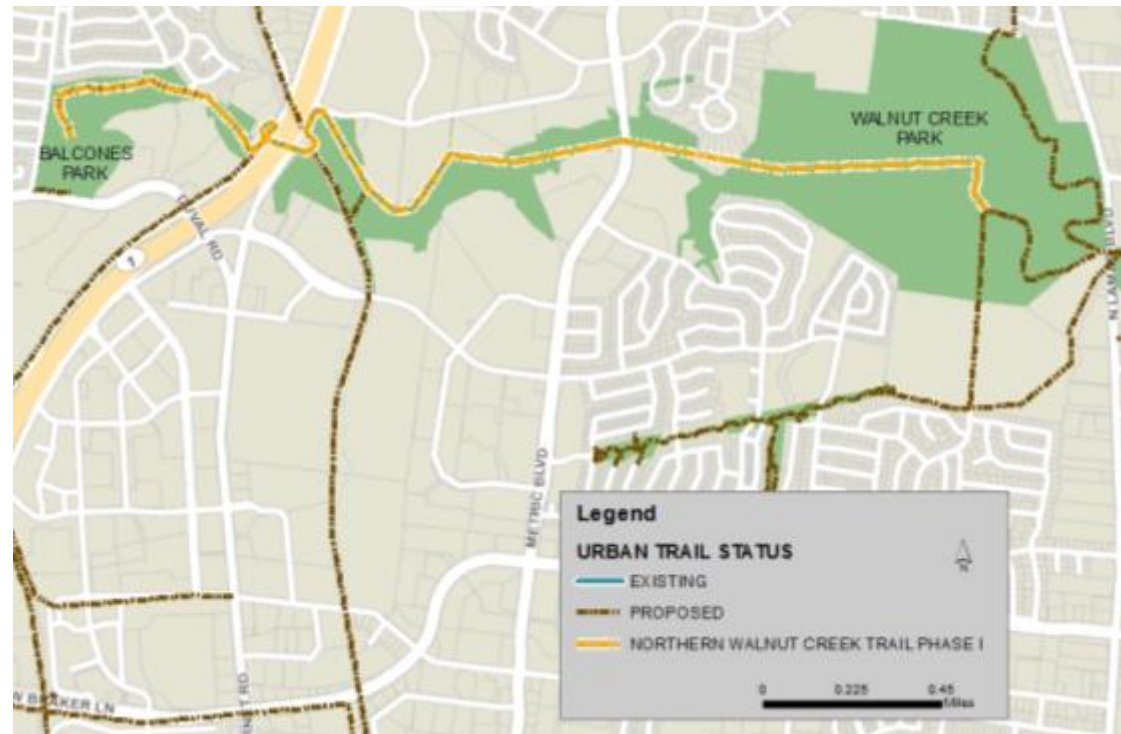 WALNUT CREEK
PARK
BALCONES
PARK
DUVAL RD
1
N LAMAR BLVD
METRIC BLVD
W BRAKER LN
RD
Legend
URBAN TRAIL STATUS
N
EXISTING
PROPOSED
NORTHERN WALNUT CREEK TRAIL PHASE I
0 0.225 0.45
Miles